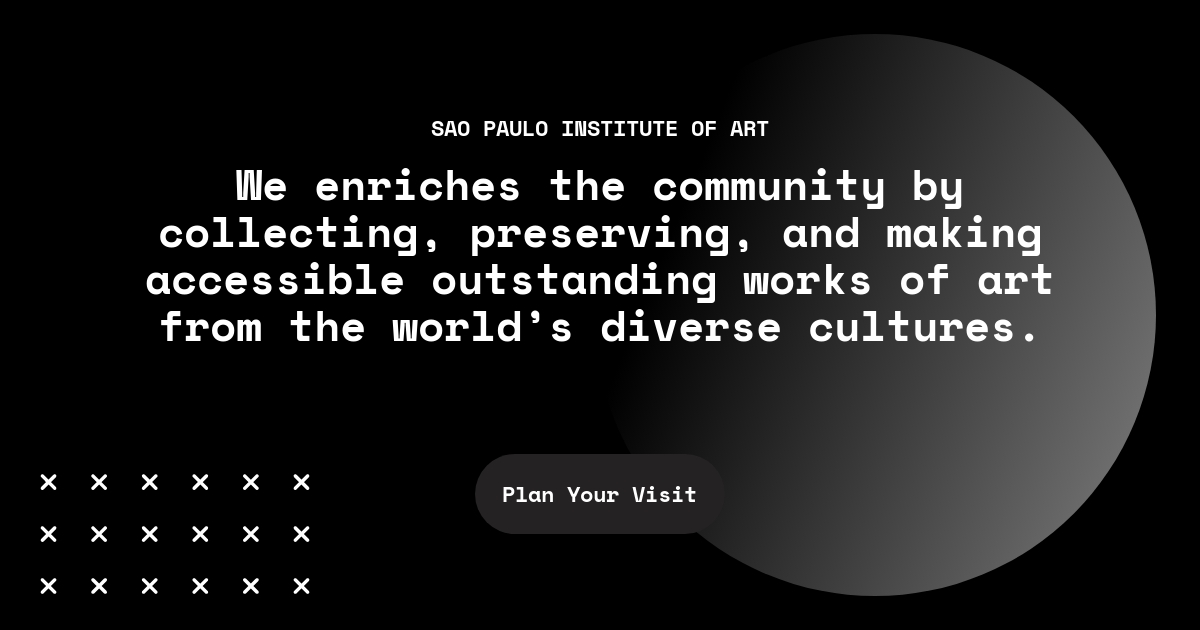 SAO PAULO INSTITUTE OF ART
We enriches the community by
collecting, preserving, and making
accessible outstanding works of art
from the world’s diverse cultures.
Plan Your Visit